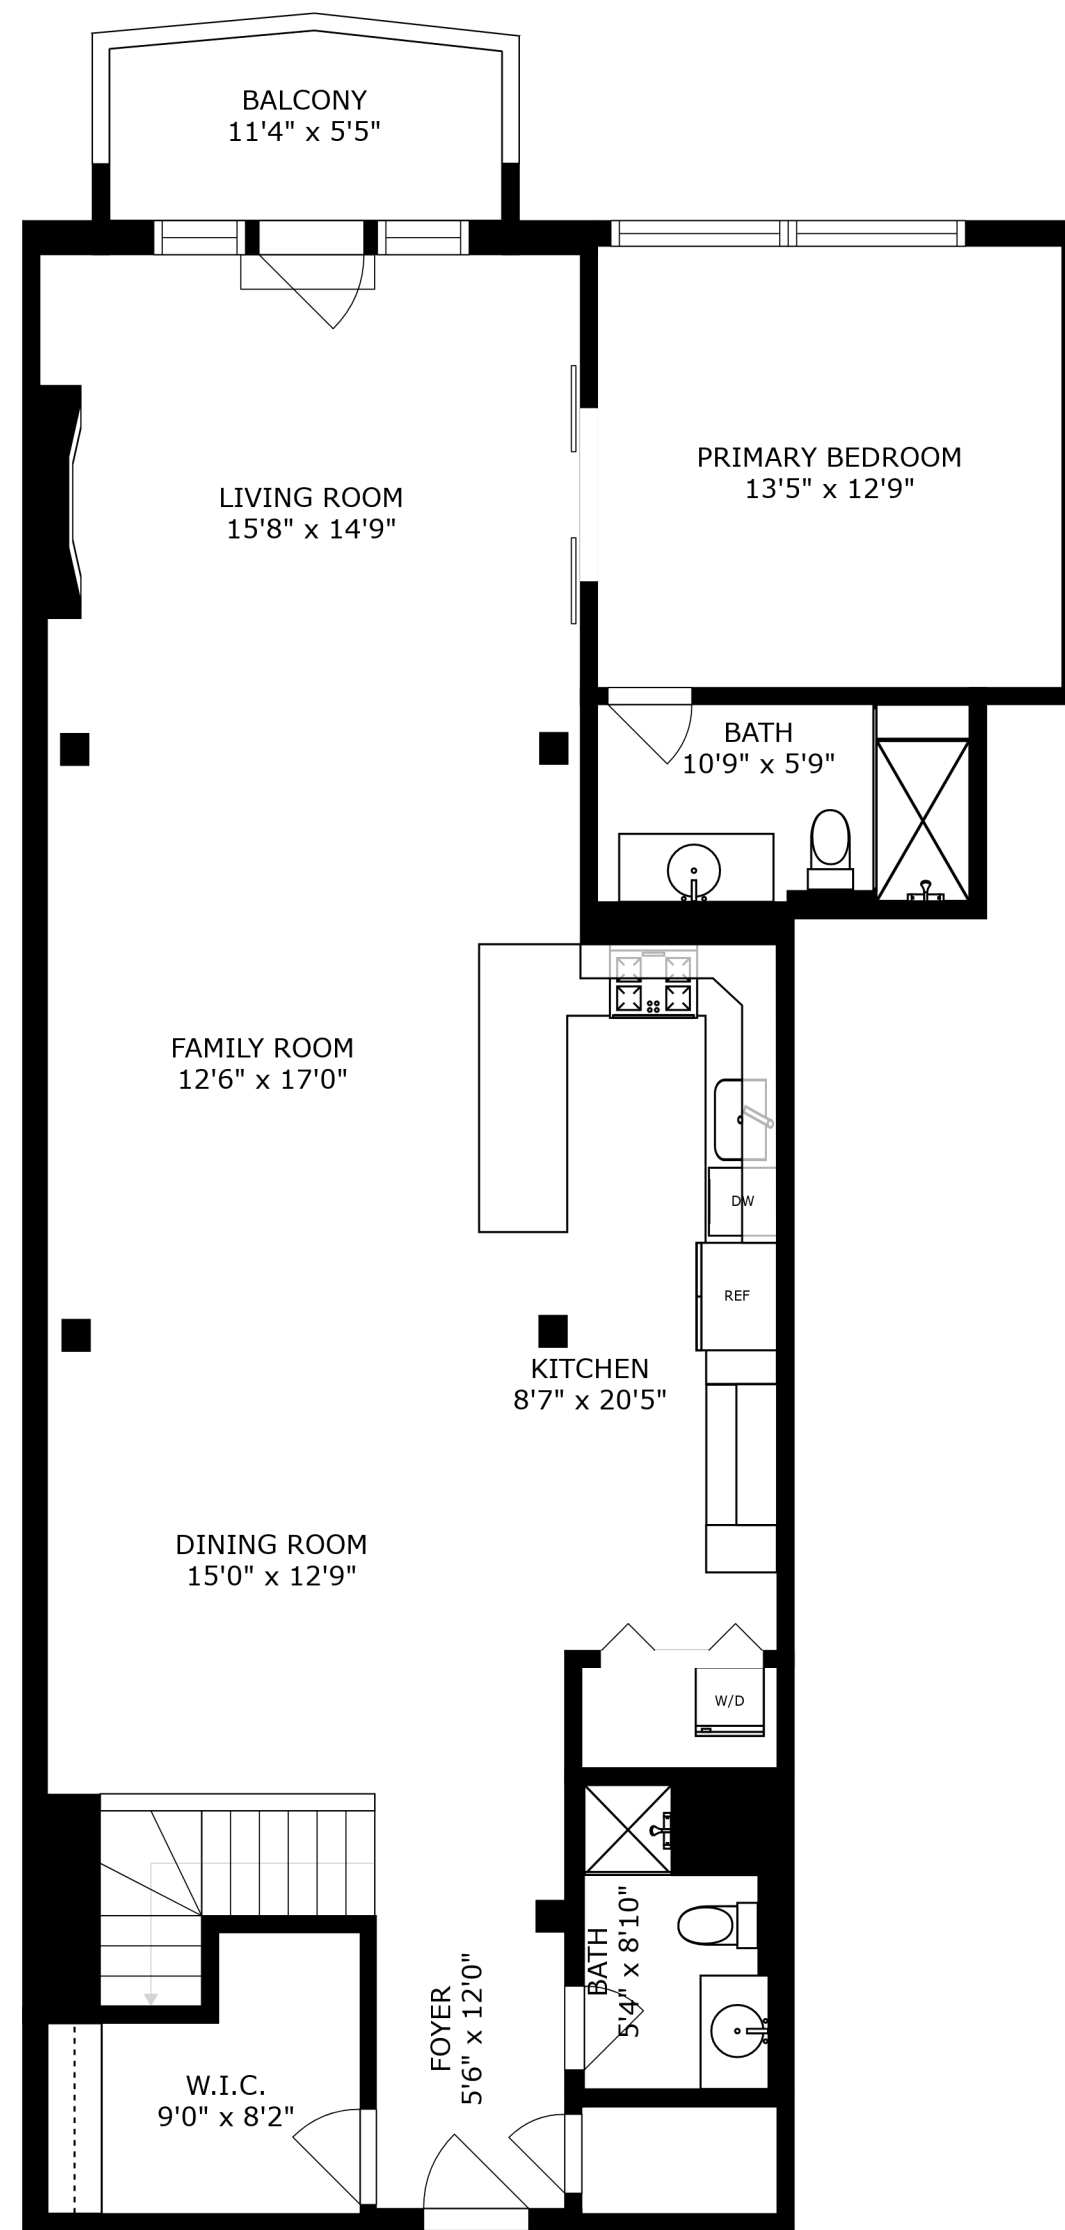 BALCONY
11'4" x 5'5"
PRIMARY BEDROOM
13'5" x 12'9"
LIVING ROOM
15'8" x 14'9"
BATH
10'9" x 5'9"
FAMILY ROOM
12'6" x 17'0"
DW
REF
KITCHEN
8'7" x 20'5"
DINING ROOM
15'0" x 12'9"
W/D
BATH
5'4" x 8'10"
FOYER
5'6" x 12'0"
W.I.C.
9'0" x 8'2"